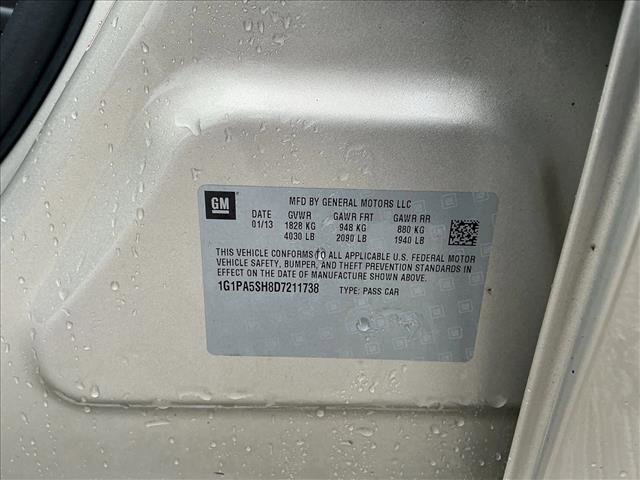 GM
MFD BY GENERAL MOTORS LLC
DATE GVWR GAWR FRT GAWR RR
01/13 1828 KG 948 KG 880 KG
4030 LB 2090 LB 1940 LB
THIS VEHICLE CONFORMS TO ALL APPLICABLE U.S. FEDERAL MOTOR
VEHICLE SAFETY, BUMPER, AND THEFT PREVENTION STANDARDS IN
EFFECT ON THE DATE OF MANUFACTURE SHOWN ABOVE.
1G1PA5SH8D7211738 TYPE: PASS CAR